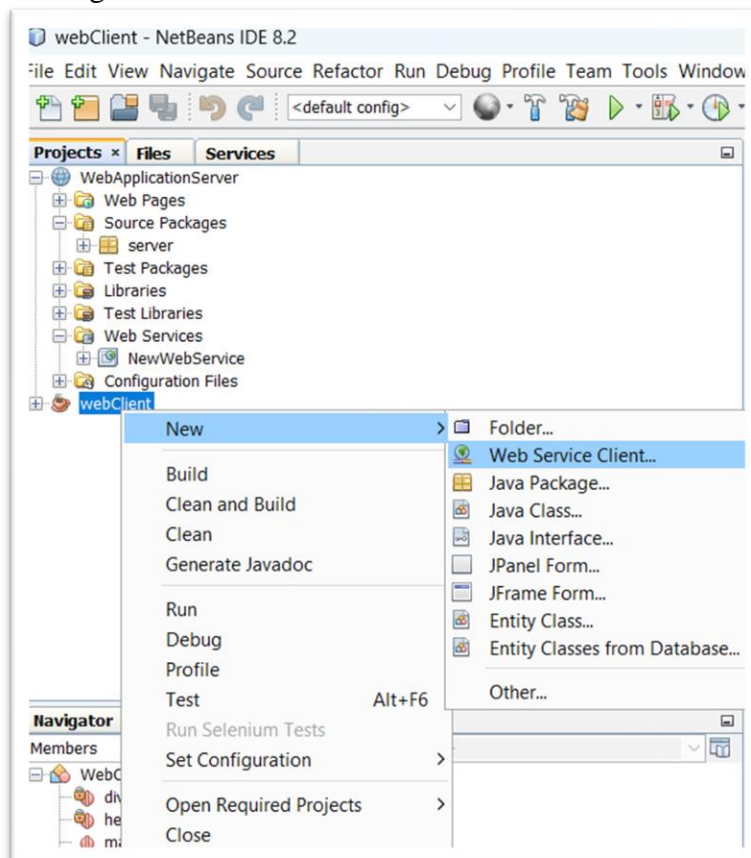 webClient - NetBeans IDE 8.2
File Edit View Navigate Source Refactor Run Debug Profile Team Tools Window
<default config>
Projects × Files Services
WebApplicationServer
Web Pages
Source Packages
server
Test Packages
Libraries
Test Libraries
Web Services
NewWebService
Configuration Files
webClient
New
Build
Clean and Build
Clean
Generate Javadoc
Run
Debug
Profile
Test Alt+F6
Run Selenium Tests
Set Configuration
Open Required Projects
Close
Folder...
Web Service Client...
Java Package...
Java Class...
Java Interface...
JPanel Form...
JFrame Form...
Entity Class...
Entity Classes from Database...
Other...
Navigator
Members
WebC
div
he